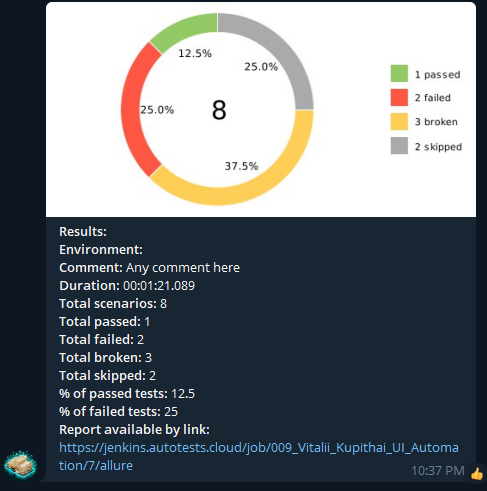 12.5%
25.0%
25.0%
8
37.5%
1 passed
2 failed
3 broken
2 skipped
Results:
Environment:
Comment: Any comment here
Duration: 00:01:21.089
Total scenarios: 8
Total passed: 1
Total failed: 2
Total broken: 3
Total skipped: 2
% of passed tests: 12.5
% of failed tests: 25
Report available by link:
https://jenkins.autotests.cloud/job/009_Vitalii_Kupithai_UI_Automa
tion/7/allure
10:37 PM